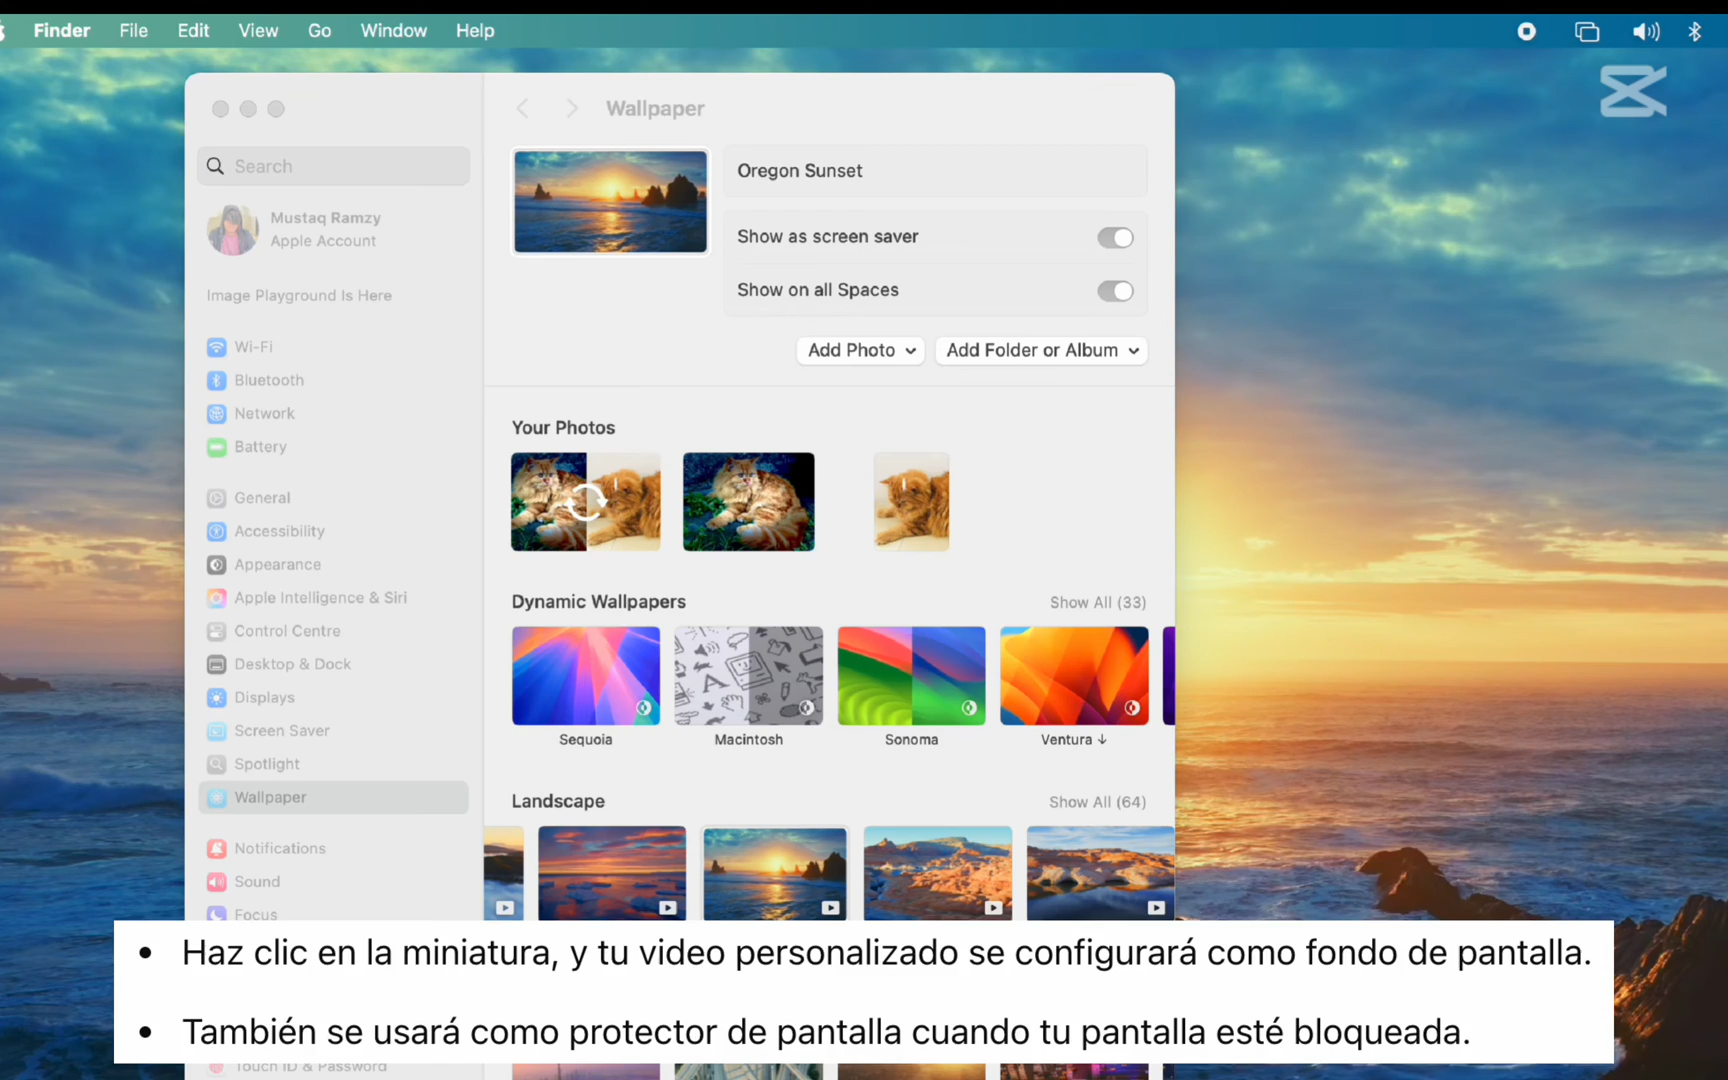 Finder File Edit View Go Window Help
Wallpaper
Search
Mustaq Ramzy
Apple Account
Image Playground Is Here
Wi-Fi
Bluetooth
Network
Battery
General
Accessibility
Appearance
Apple Intelligence & Siri
Control Centre
Desktop & Dock
Displays
Screen Saver
Spotlight
Wallpaper
Notifications
Sound
Focus
Touch ID & Password
Oregon Sunset
Show as screen saver
Show on all Spaces
Add Photo Add Folder or Album
Your Photos
Dynamic Wallpapers Show All (33)
Sequoia Macintosh Sonoma Ventura ↓
Landscape Show All (64)
• Haz clic en la miniatura, y tu video personalizado se configurará como fondo de pantalla.
• También se usará como protector de pantalla cuando tu pantalla esté bloqueada.